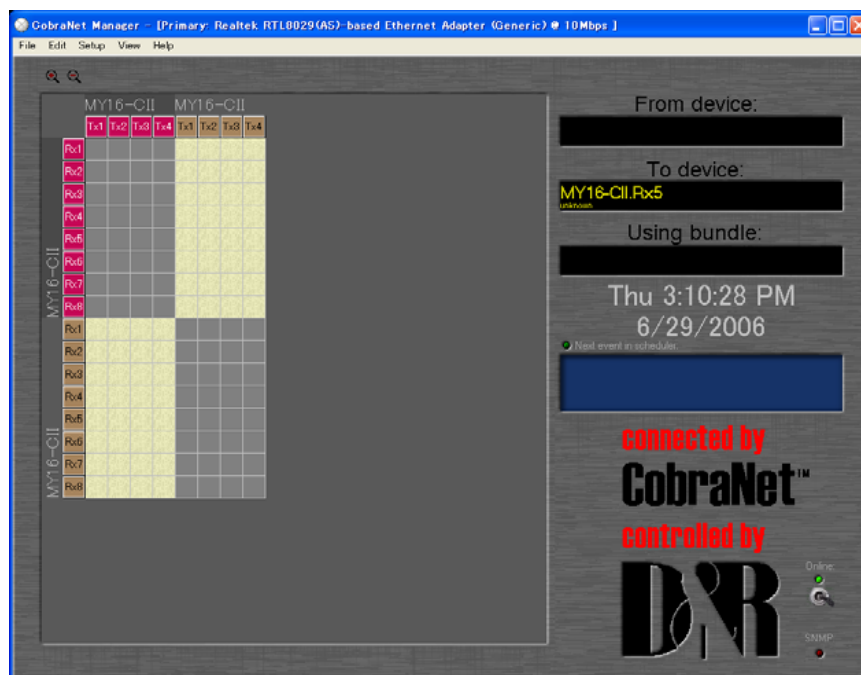 CobraNet Manager - [Primary: Realtek RTL8029(AS)-based Ethernet Adapter (Generic) @ 10Mbps ]
File Edit Setup View Help
MY16-CII MY16-CII
Tx1 Tx2 Tx3 Tx4 Tx1 Tx2 Tx3 Tx4
MY16-CII
Rx1
Rx2
Rx3
Rx4
Rx5
Rx6
Rx7
Rx8
MY16-CII
Rx1
Rx2
Rx3
Rx4
Rx5
Rx6
Rx7
Rx8
From device:
To device:
MY16-CII.Rx5
unknown
Using bundle:
Thu 3:10:28 PM
6/29/2006
Next event in scheduler:
connected by
CobraNet™
controlled by
D&R
Online:
SNMP: